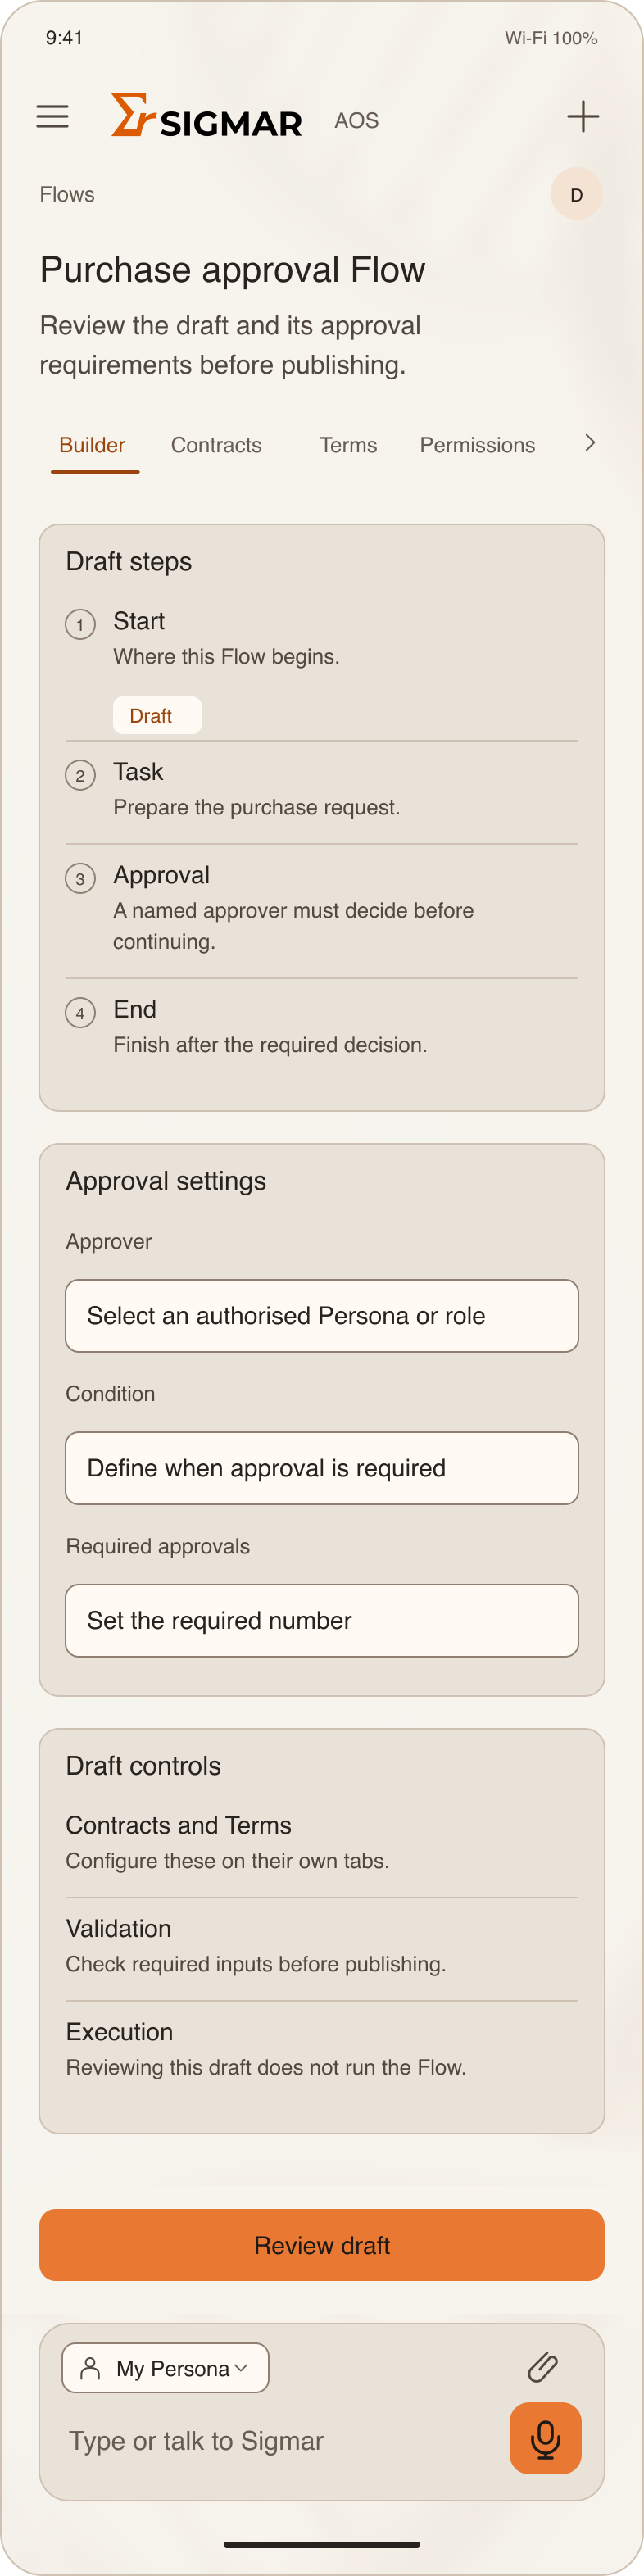 9:41
Wi-Fi 100%
Σr SIGMAR
AOS
Flows
D
Purchase approval Flow
Review the draft and its approval
requirements before publishing.
Builder
Contracts
Terms
Permissions
Draft steps
1
Start
Where this Flow begins.
Draft
2
Task
Prepare the purchase request.
3
Approval
A named approver must decide before
continuing.
4
End
Finish after the required decision.
Approval settings
Approver
Select an authorised Persona or role
Condition
Define when approval is required
Required approvals
Set the required number
Draft controls
Contracts and Terms
Configure these on their own tabs.
Validation
Check required inputs before publishing.
Execution
Reviewing this draft does not run the Flow.
Review draft
My Persona
Type or talk to Sigmar